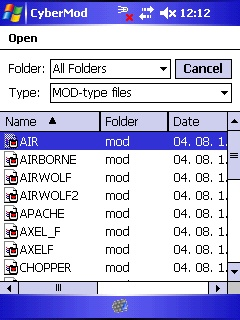 CyberMod 12:12
Open
Folder: All Folders Cancel
Type: MOD-type files
Name Folder Date
AIR mod 04. 08. 1.
AIRBORNE mod 04. 08. 1.
AIRWOLF mod 04. 08. 1.
AIRWOLF2 mod 04. 08. 1.
APACHE mod 04. 08. 1.
AXEL_F mod 04. 08. 1.
AXELF mod 04. 08. 1.
CHOPPER mod 04. 08. 1.